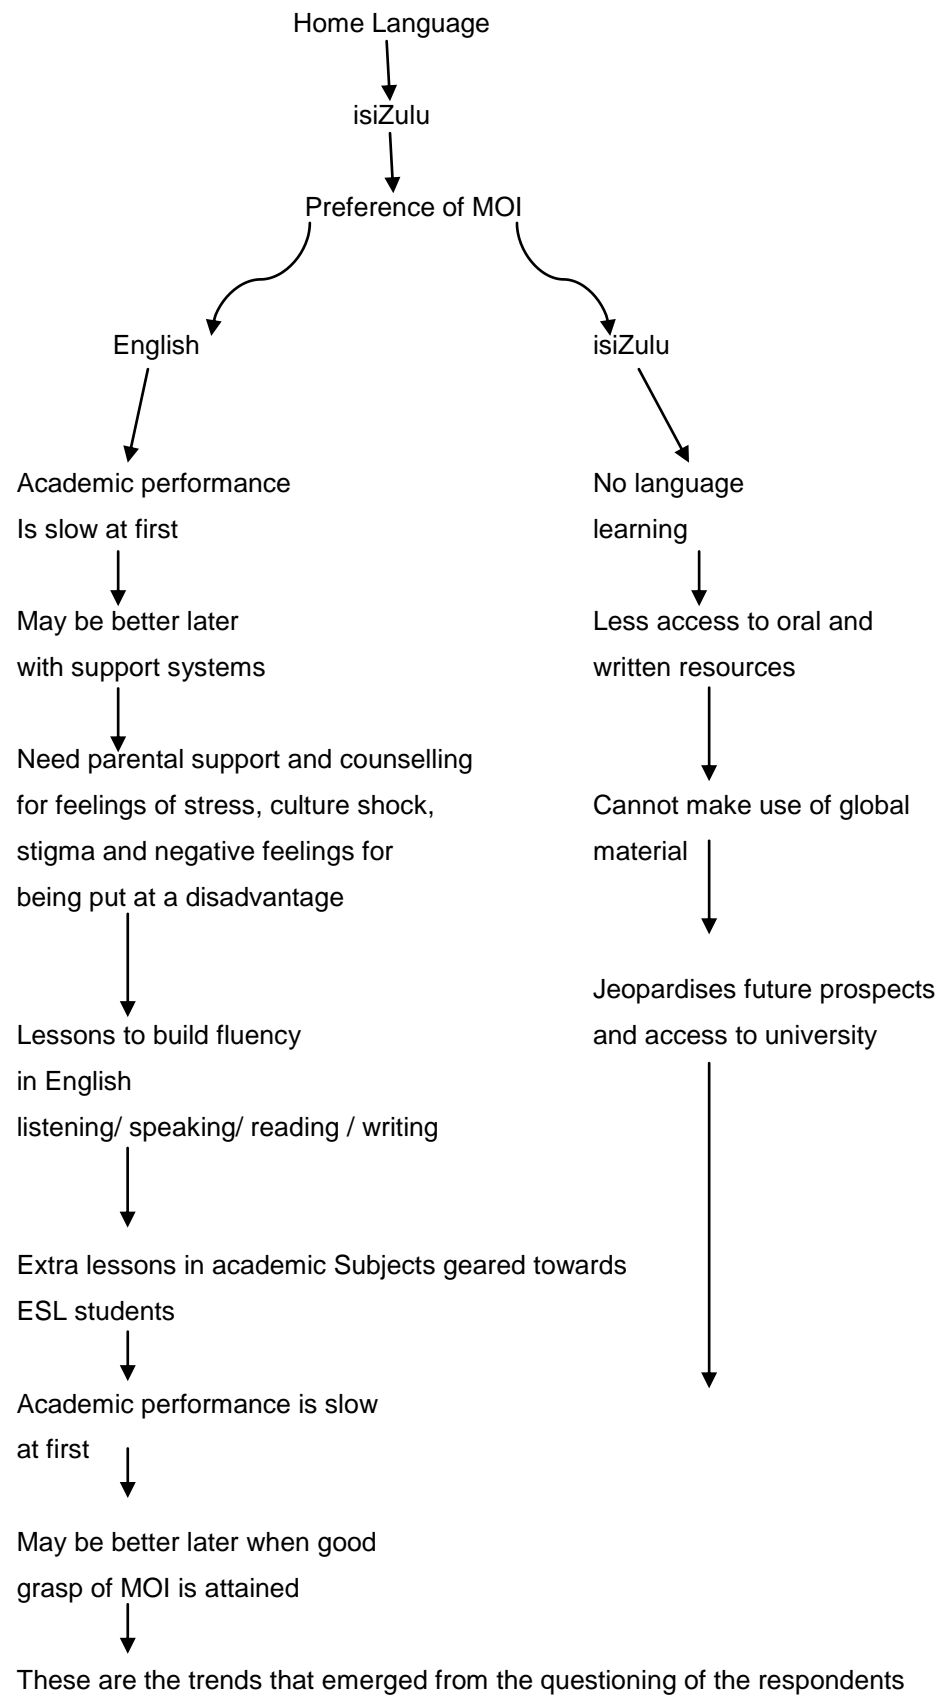 Home Language
isiZulu
Preference of MOI
English
isiZulu
Academic performance
Is slow at first
May be better later
with support systems
Need parental support and counselling
for feelings of stress, culture shock,
stigma and negative feelings for
being put at a disadvantage
Lessons to build fluency
in English
listening/ speaking/ reading / writing
Extra lessons in academic Subjects geared towards
ESL students
Academic performance is slow
at first
May be better later when good
grasp of MOI is attained
No language
learning
Less access to oral and
written resources
Cannot make use of global
material
Jeopardises future prospects
and access to university
These are the trends that emerged from the questioning of the respondents